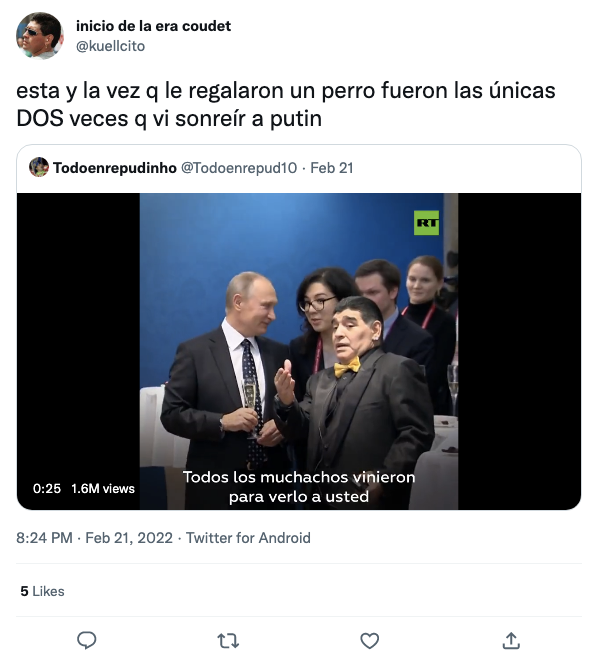 inicio de la era coudet
@kuellcito
esta y la vez q le regalaron un perro fueron las únicas
DOS veces q vi sonreír a putin
Todoenrepudinho @Todoenrepud10 · Feb 21
RT
Todos los muchachos vinieron
para verlo a usted
0:25 1.6M views
8:24 PM · Feb 21, 2022 · Twitter for Android
5 Likes